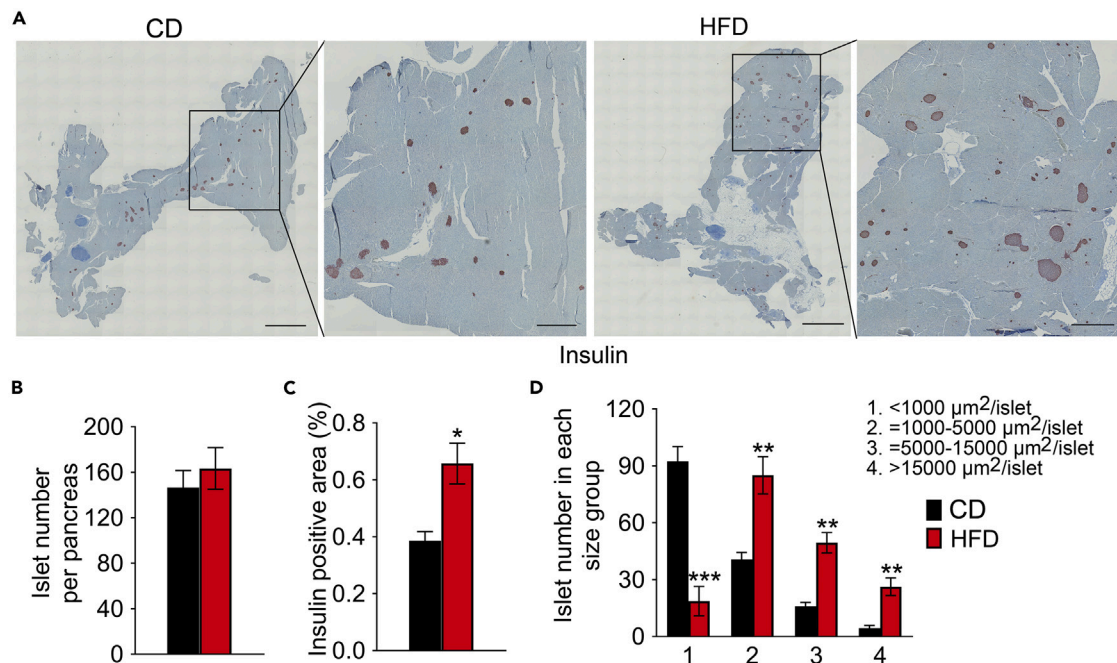 A
CD
HFD
Insulin
B
Islet number
per pancreas
200
160
120
80
40
0
C
Insulin positive area (%)
0.8
0.6
0.4
0.2
0.0
*
D
Islet number in each
size group
120
90
60
30
0
***
**
**
**
1
2
3
4
1. <1000 µm²/islet
2. =1000-5000 µm²/islet
3. =5000-15000 µm²/islet
4. >15000 µm²/islet
CD
HFD